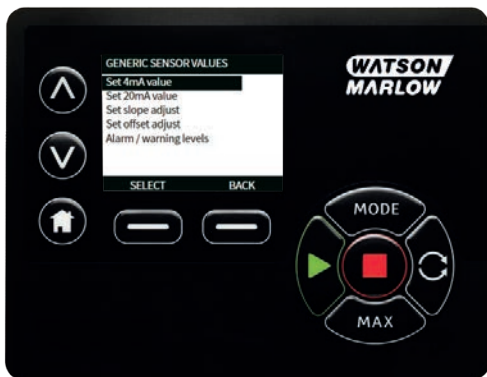 GENERIC SENSOR VALUES
Set 4mA value
Set 20mA value
Set slope adjust
Set offset adjust
Alarm / warning levels
SELECT BACK
WATSON
MARLOW
MODE
MAX